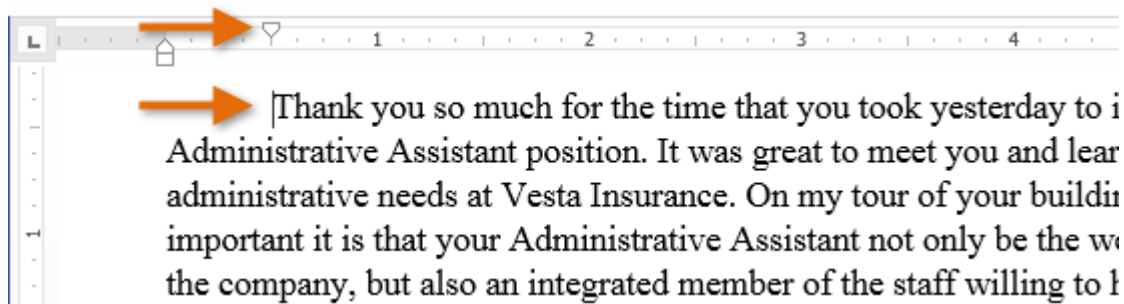 1 2 3 4
Thank you so much for the time that you took yesterday to
Administrative Assistant position. It was great to meet you and
administrative needs at Vesta Insurance. On my tour of your
important it is that your Administrative Assistant not only be the
1
the company, but also an integrated member of the staff willing to